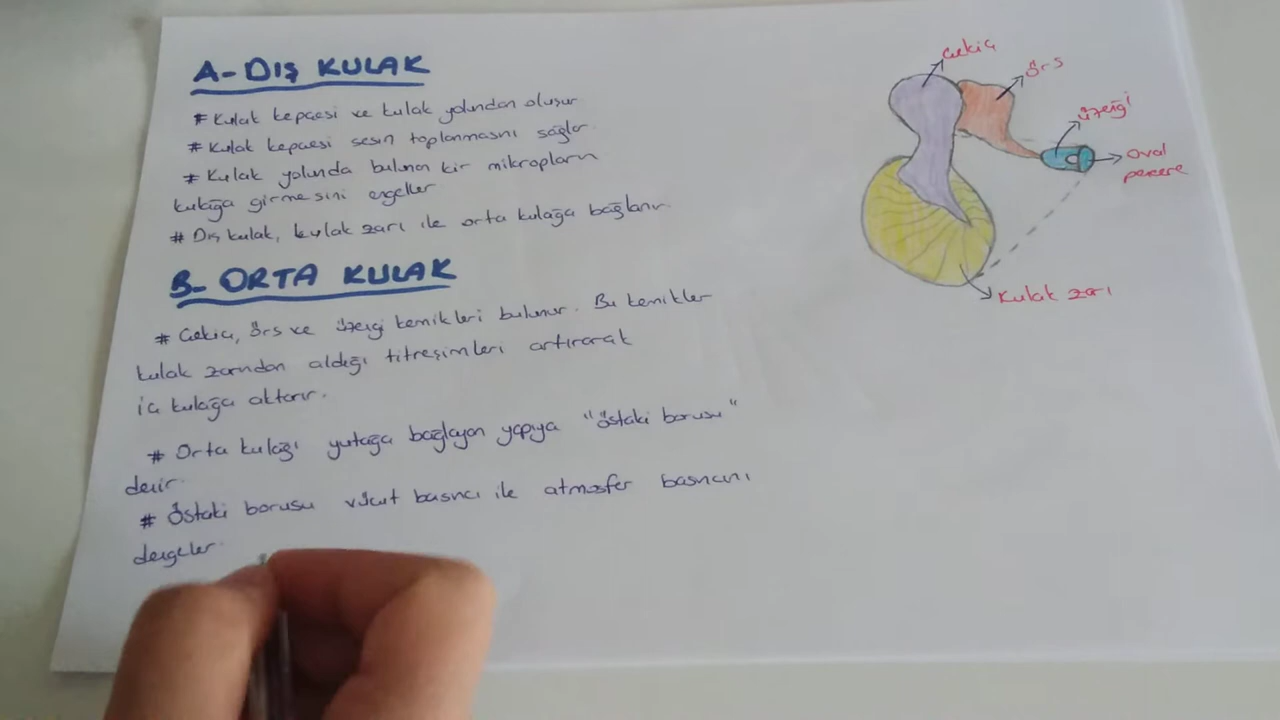 A- DIŞ KULAK
# Kulak kepçesi ve kulak yolundan oluşur
# Kulak kepçesi sesin toplanmasını sağlar.
# Kulak yolunda bulunan kir mikropların
kulağa girmesini engeller
# Dış kulak, kulak zarı ile orta kulağa bağlanır.
B- ORTA KULAK
# Çekiç, örs ve üzengi kemikleri bulunur. Bu kemikler
kulak zarından aldığı titreşimleri artırarak
iç kulağa aktarır.
# Orta kulağı yutağa bağlayan yapıya "östaki borusu"
denir.
# Östaki borusu vücut basıncı ile atmosfer basıncını
dengeler.
Çekiç
örs
üzengi
Oval
pencere
Kulak zarı